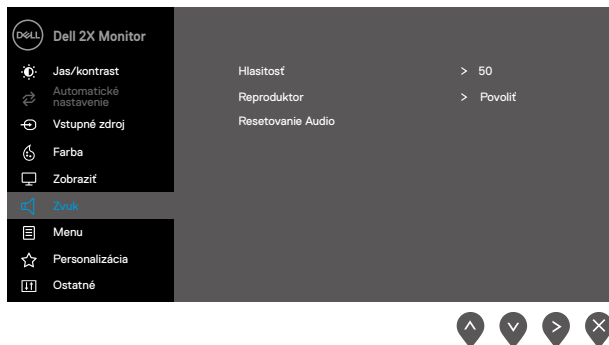 DELL Dell 2X Monitor
Jas/kontrast
Automatické
nastavenie
Vstupné zdroj
Farba
Zobraziť
Zvuk
Menu
Personalizácia
Ostatné
Hlasitosť > 50
Reproduktor > Povoliť
Resetovanie Audio